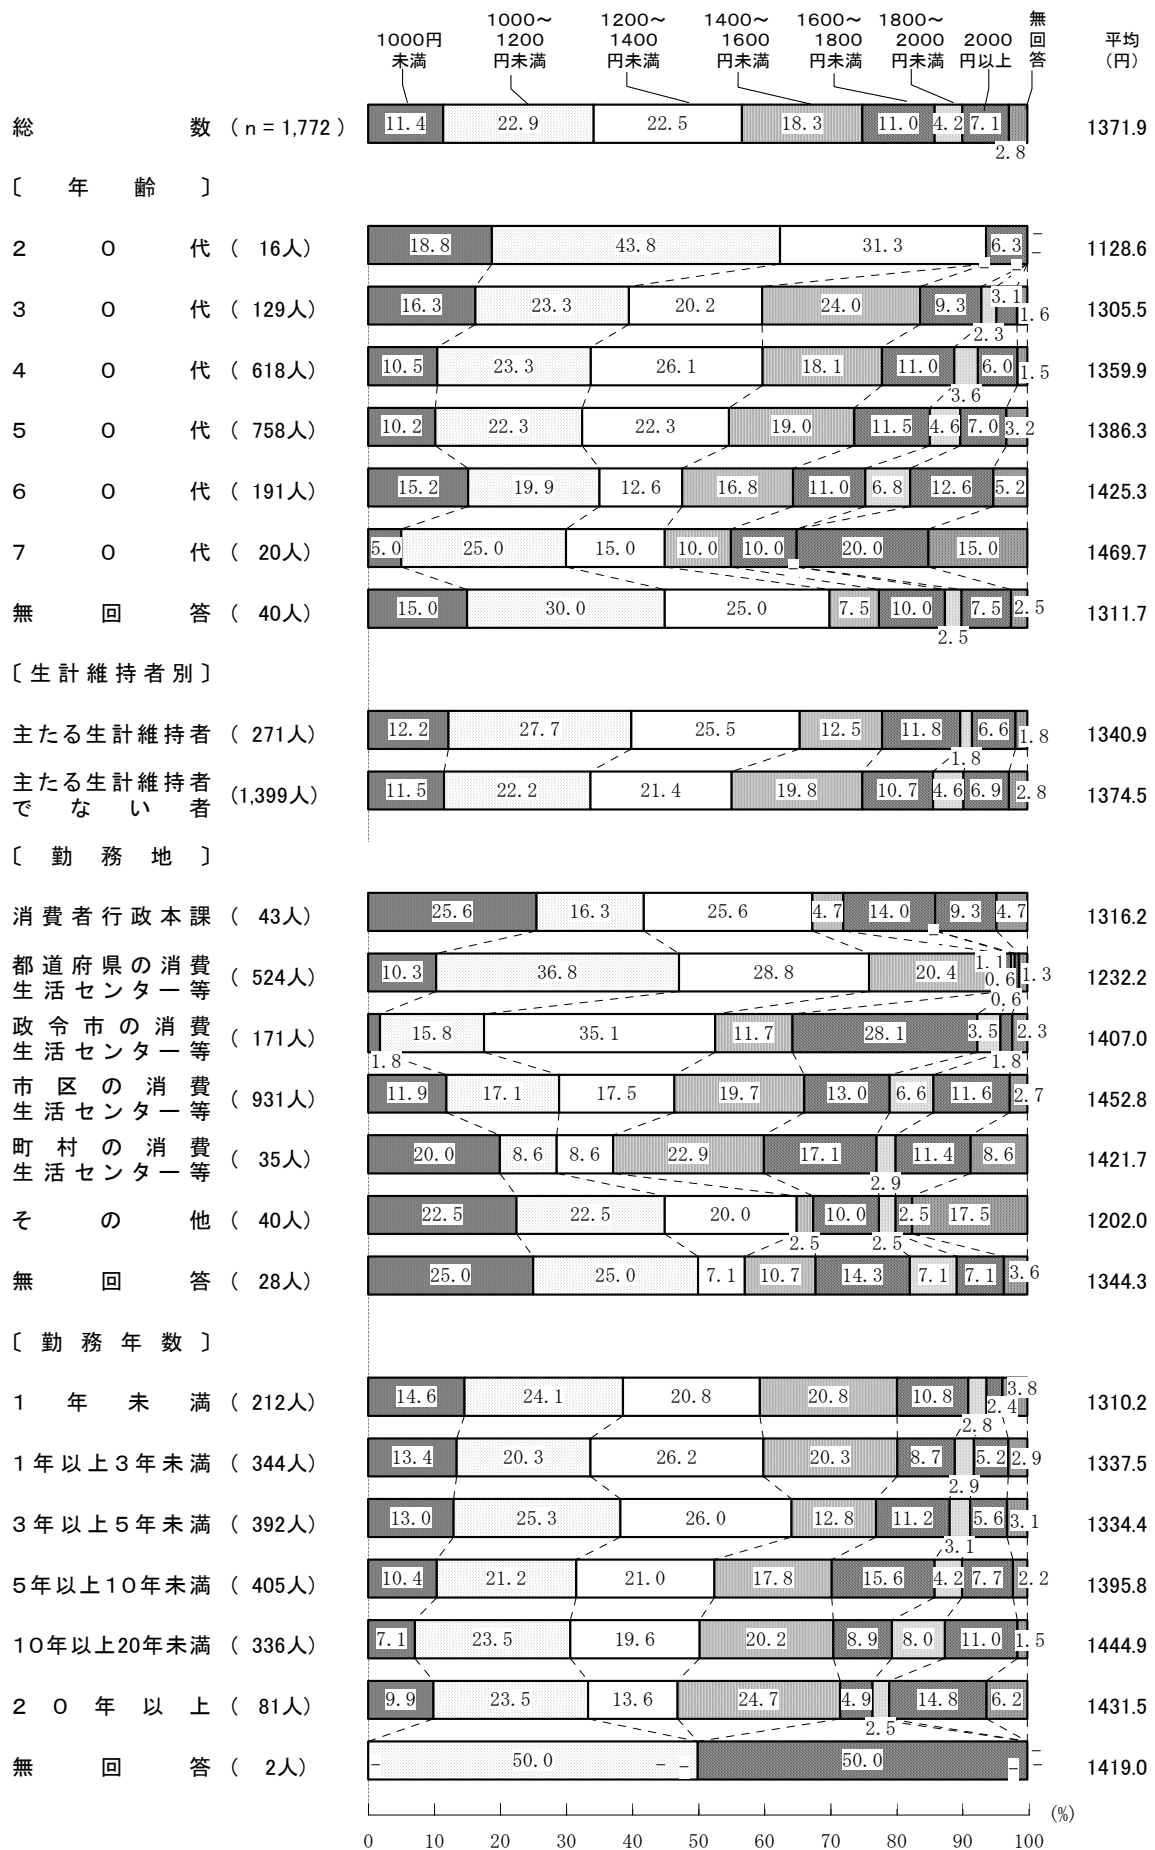 1000円
未満
1000～
1200
円未満
1200～
1400
円未満
1400～
1600
円未満
1600～
1800
円未満
1800～
2000
円未満
2000
円以上
無
回
答
平均
（円）
総数 （ n = 1,772 ） 11.4 22.9 22.5 18.3 11.0 4.2 7.1 2.8 1371.9
〔 年 齢 〕
２０代 （ 16人） 18.8 43.8 31.3 － 6.3 － － － 1128.6
３０代 （ 129人） 16.3 23.3 20.2 24.0 9.3 2.3 3.1 1.6 1305.5
４０代 （ 618人） 10.5 23.3 26.1 18.1 11.0 3.6 6.0 1.5 1359.9
５０代 （ 758人） 10.2 22.3 22.3 19.0 11.5 4.6 7.0 3.2 1386.3
６０代 （ 191人） 15.2 19.9 12.6 16.8 11.0 6.8 12.6 5.2 1425.3
７０代 （ 20人） 5.0 25.0 15.0 10.0 10.0 － 20.0 15.0 1469.7
無回答 （ 40人） 15.0 30.0 25.0 7.5 10.0 2.5 7.5 2.5 1311.7
〔生計維持者別〕
主たる生計維持者 （ 271人） 12.2 27.7 25.5 12.5 11.8 1.8 6.6 1.8 1340.9
主たる生計維持者
でない者 （1,399人） 11.5 22.2 21.4 19.8 10.7 4.6 6.9 2.8 1374.5
〔 勤 務 地 〕
消費者行政本課 （ 43人） 25.6 16.3 25.6 4.7 14.0 － 9.3 4.7 1316.2
都道府県の消費
生活センター等 （ 524人） 10.3 36.8 28.8 20.4 1.1 0.6 0.6 1.3 1232.2
政令市の消費
生活センター等 （ 171人） 1.8 15.8 35.1 11.7 28.1 3.5 1.8 2.3 1407.0
市区の消費
生活センター等 （ 931人） 11.9 17.1 17.5 19.7 13.0 6.6 11.6 2.7 1452.8
町村の消費
生活センター等 （ 35人） 20.0 8.6 8.6 22.9 17.1 2.9 11.4 8.6 1421.7
その他 （ 40人） 22.5 22.5 20.0 2.5 10.0 2.5 2.5 17.5 1202.0
無回答 （ 28人） 25.0 25.0 7.1 10.7 14.3 7.1 7.1 3.6 1344.3
〔 勤 務 年 数 〕
１年未満 （ 212人） 14.6 24.1 20.8 20.8 10.8 2.8 2.4 3.8 1310.2
１年以上３年未満 （ 344人） 13.4 20.3 26.2 20.3 8.7 2.9 5.2 2.9 1337.5
３年以上５年未満 （ 392人） 13.0 25.3 26.0 12.8 11.2 3.1 5.6 3.1 1334.4
５年以上１０年未満 （ 405人） 10.4 21.2 21.0 17.8 15.6 4.2 7.7 2.2 1395.8
１０年以上20年未満 （ 336人） 7.1 23.5 19.6 20.2 8.9 8.0 11.0 1.5 1444.9
２０年以上 （ 81人） 9.9 23.5 13.6 24.7 4.9 2.5 14.8 6.2 1431.5
無回答 （ 2人） － 50.0 － － 50.0 － － － 1419.0
(%)
0 10 20 30 40 50 60 70 80 90 100